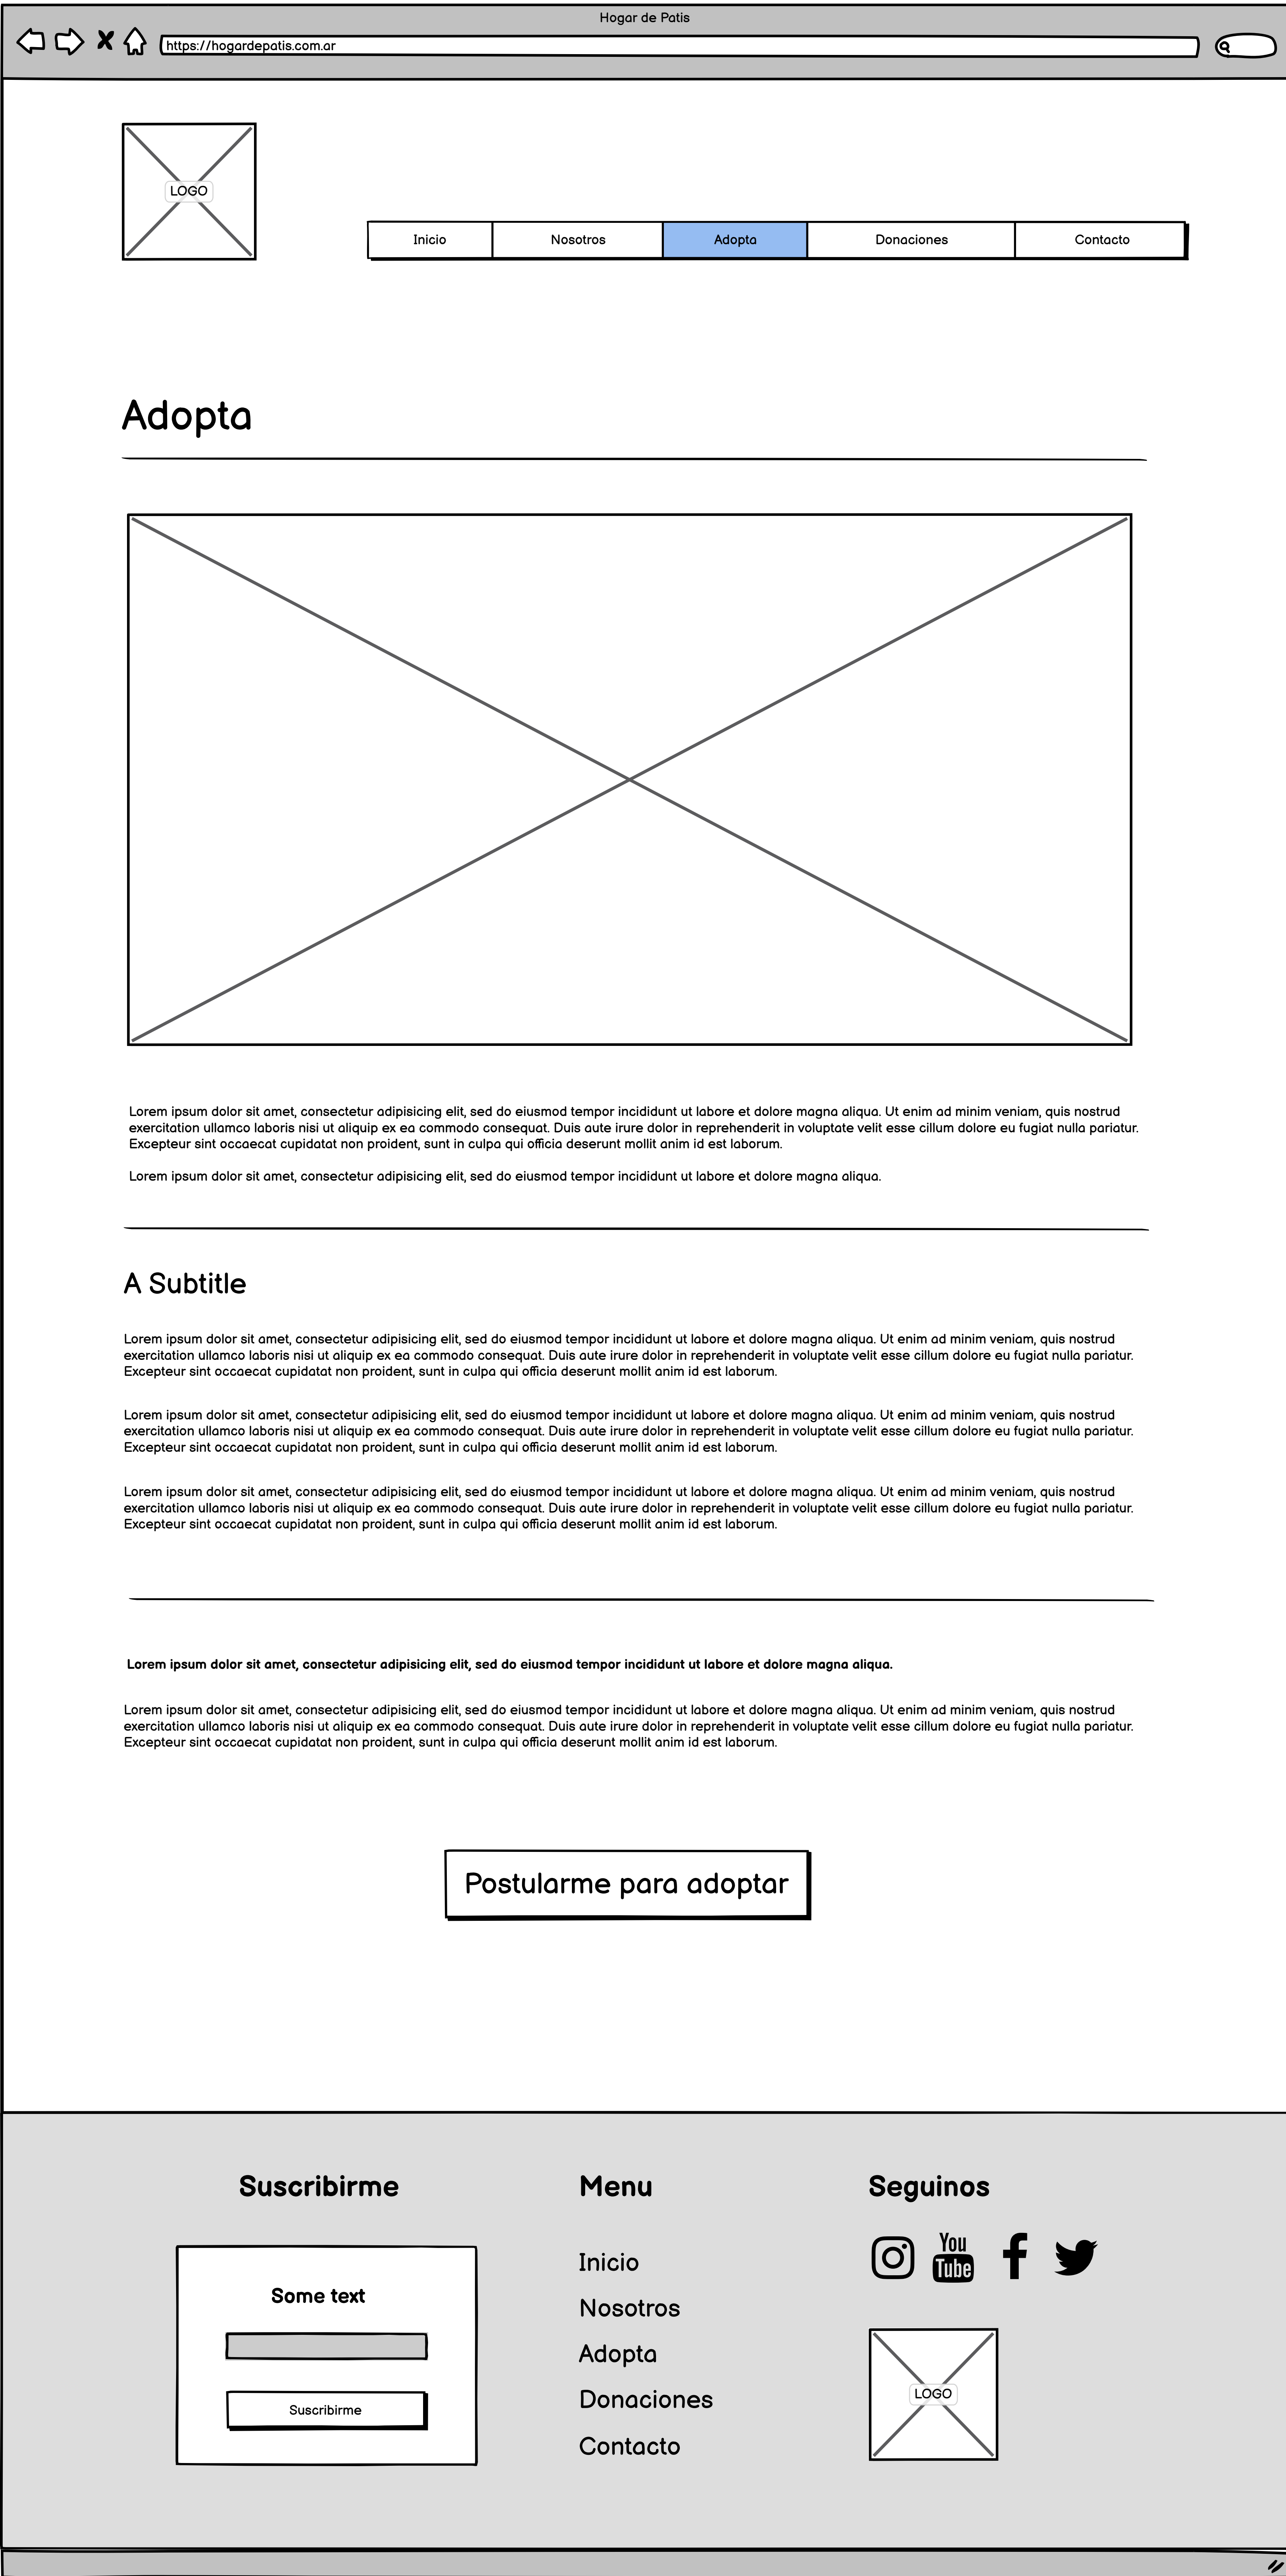 Hogar de Patis
https://hogardepatis.com.ar
LOGO
Inicio
Nosotros
Adopta
Donaciones
Contacto
Adopta
Lorem ipsum dolor sit amet, consectetur adipisicing elit, sed do eiusmod tempor incididunt ut labore et dolore magna aliqua. Ut enim ad minim veniam, quis nostrud
exercitation ullamco laboris nisi ut aliquip ex ea commodo consequat. Duis aute irure dolor in reprehenderit in voluptate velit esse cillum dolore eu fugiat nulla pariatur.
Excepteur sint occaecat cupidatat non proident, sunt in culpa qui officia deserunt mollit anim id est laborum.
Lorem ipsum dolor sit amet, consectetur adipisicing elit, sed do eiusmod tempor incididunt ut labore et dolore magna aliqua.
A Subtitle
Lorem ipsum dolor sit amet, consectetur adipisicing elit, sed do eiusmod tempor incididunt ut labore et dolore magna aliqua. Ut enim ad minim veniam, quis nostrud
exercitation ullamco laboris nisi ut aliquip ex ea commodo consequat. Duis aute irure dolor in reprehenderit in voluptate velit esse cillum dolore eu fugiat nulla pariatur.
Excepteur sint occaecat cupidatat non proident, sunt in culpa qui officia deserunt mollit anim id est laborum.
Lorem ipsum dolor sit amet, consectetur adipisicing elit, sed do eiusmod tempor incididunt ut labore et dolore magna aliqua. Ut enim ad minim veniam, quis nostrud
exercitation ullamco laboris nisi ut aliquip ex ea commodo consequat. Duis aute irure dolor in reprehenderit in voluptate velit esse cillum dolore eu fugiat nulla pariatur.
Excepteur sint occaecat cupidatat non proident, sunt in culpa qui officia deserunt mollit anim id est laborum.
Lorem ipsum dolor sit amet, consectetur adipisicing elit, sed do eiusmod tempor incididunt ut labore et dolore magna aliqua. Ut enim ad minim veniam, quis nostrud
exercitation ullamco laboris nisi ut aliquip ex ea commodo consequat. Duis aute irure dolor in reprehenderit in voluptate velit esse cillum dolore eu fugiat nulla pariatur.
Excepteur sint occaecat cupidatat non proident, sunt in culpa qui officia deserunt mollit anim id est laborum.
Lorem ipsum dolor sit amet, consectetur adipisicing elit, sed do eiusmod tempor incididunt ut labore et dolore magna aliqua.
Lorem ipsum dolor sit amet, consectetur adipisicing elit, sed do eiusmod tempor incididunt ut labore et dolore magna aliqua. Ut enim ad minim veniam, quis nostrud
exercitation ullamco laboris nisi ut aliquip ex ea commodo consequat. Duis aute irure dolor in reprehenderit in voluptate velit esse cillum dolore eu fugiat nulla pariatur.
Excepteur sint occaecat cupidatat non proident, sunt in culpa qui officia deserunt mollit anim id est laborum.
Postularme para adoptar
Suscribirme
Some text
Suscribirme
Menu
Inicio
Nosotros
Adopta
Donaciones
Contacto
Seguinos
You
Tube
LOGO